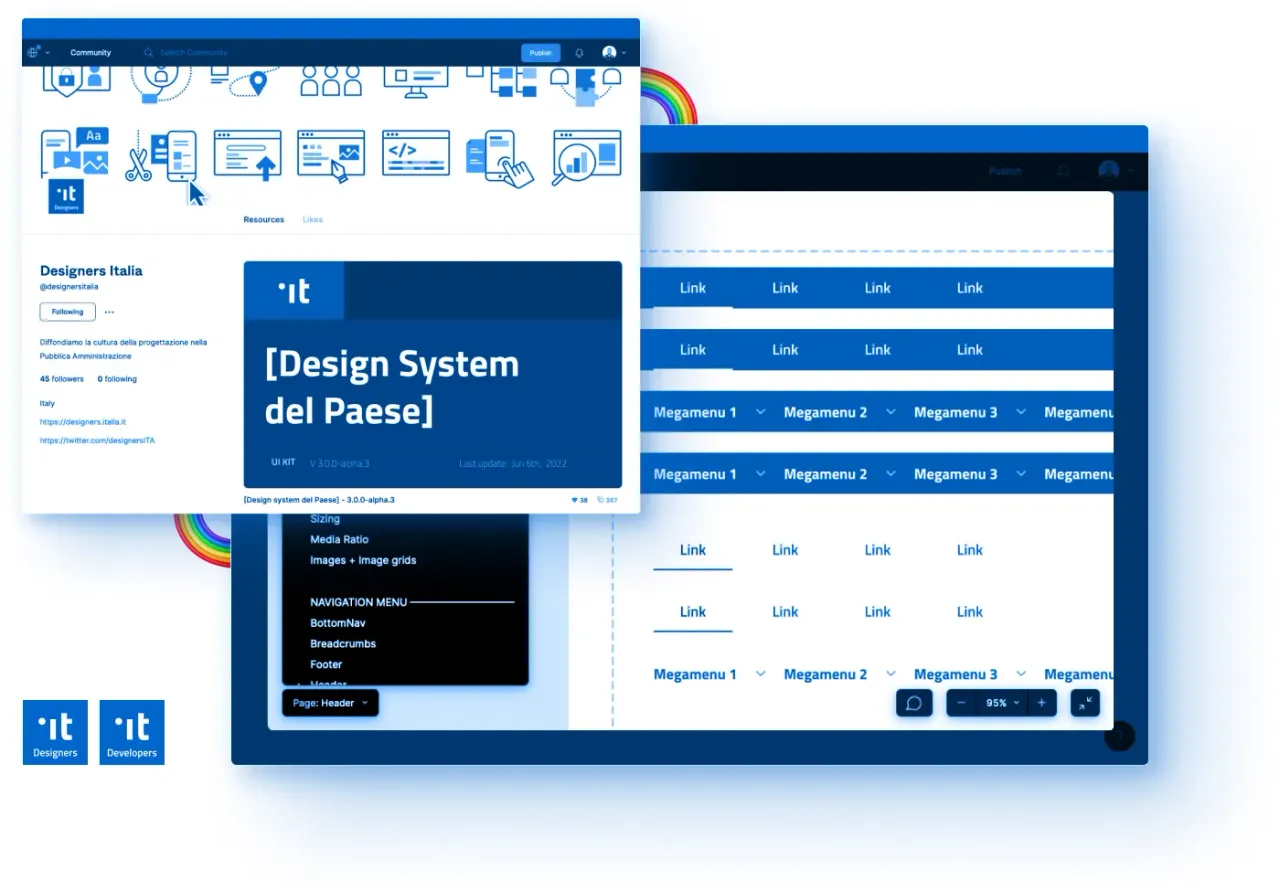 Community
Search Community
Publish
Aa
</>
·it
Designers
Resources Likes
Designers Italia
@designersitalia
Following ...
Diffondiamo la cultura della progettazione nella
Pubblica Amministrazione
45 followers 0 following
Italy
https://designers.italia.it
https://twitter.com/designersITA
·it
[Design System
del Paese]
UI KIT V 3.0.0-alpha.3 Last update: Jun 6th, 2022
[Design system del Paese] - 3.0.0-alpha.3 38 367
Publish
Link Link Link Link
Link Link Link Link
Megamenu 1 Megamenu 2 Megamenu 3 Megamenu
Megamenu 1 Megamenu 2 Megamenu 3 Megamenu
Link Link Link Link
Link Link Link Link
Megamenu 1 Megamenu 2 Megamenu 3 Megamenu
Sizing
Media Ratio
Images + Image grids
NAVIGATION MENU
BottomNav
Breadcrumbs
Footer
Header
Page: Header
95%
?
·it
Designers
·it
Developers